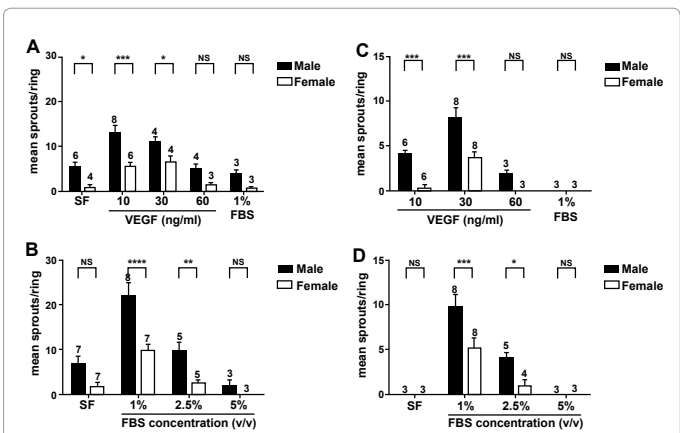 A
* *** * NS NS
Male
Female
mean sprouts/ring
30
20
10
0
6 4 8 6 4 4 4 3 3 3
SF 10 30 60 1%
VEGF (ng/ml) FBS
C
*** *** NS NS
Male
Female
mean sprouts/ring
15
10
5
0
6 6 8 8 3 3 3 3
10 30 60 1%
VEGF (ng/ml) FBS
B
NS **** ** NS
Male
Female
mean sprouts/ring
30
20
10
0
7 7 8 7 5 5 3 3
SF 1% 2.5% 5%
FBS concentration (v/v)
D
NS *** * NS
Male
Female
mean sprouts/ring
15
10
5
0
3 3 8 8 5 4 3 3
SF 1% 2.5% 5%
FBS concentration (v/v)